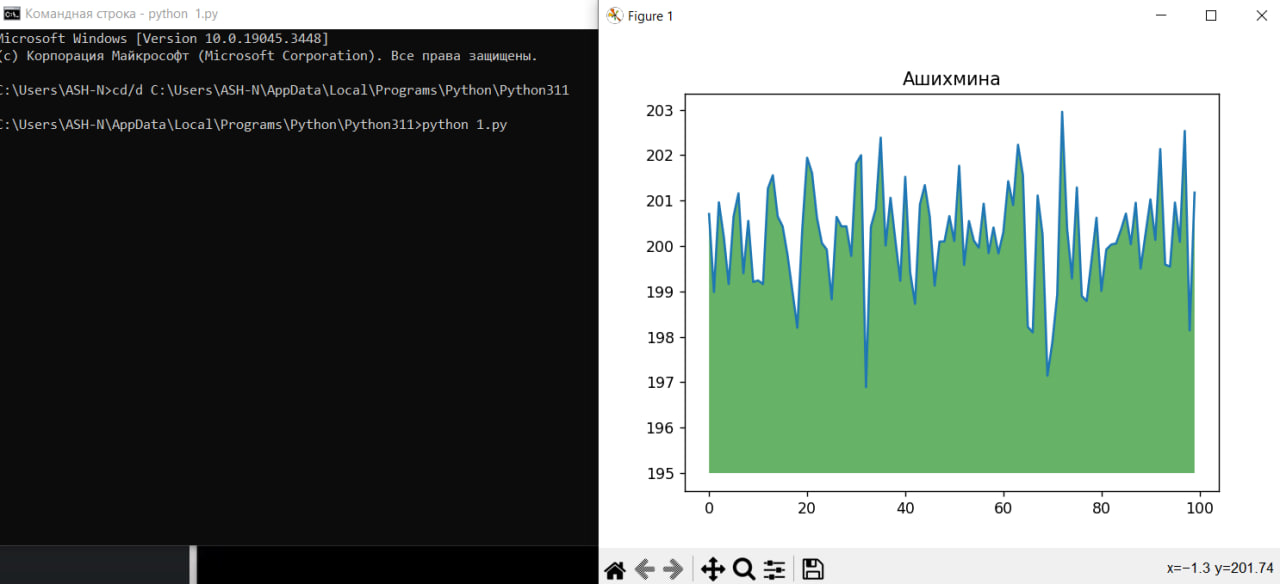 Командная строка - python 1.py
Microsoft Windows [Version 10.0.19045.3448]
(c) Корпорация Майкрософт (Microsoft Corporation). Все права защищены.
C:\Users\ASH-N>cd/d C:\Users\ASH-N\AppData\Local\Programs\Python\Python311
C:\Users\ASH-N\AppData\Local\Programs\Python\Python311>python 1.py
Figure 1
Ашихмина
203
202
201
200
199
198
197
196
195
0 20 40 60 80 100
x=−1.3 y=201.74